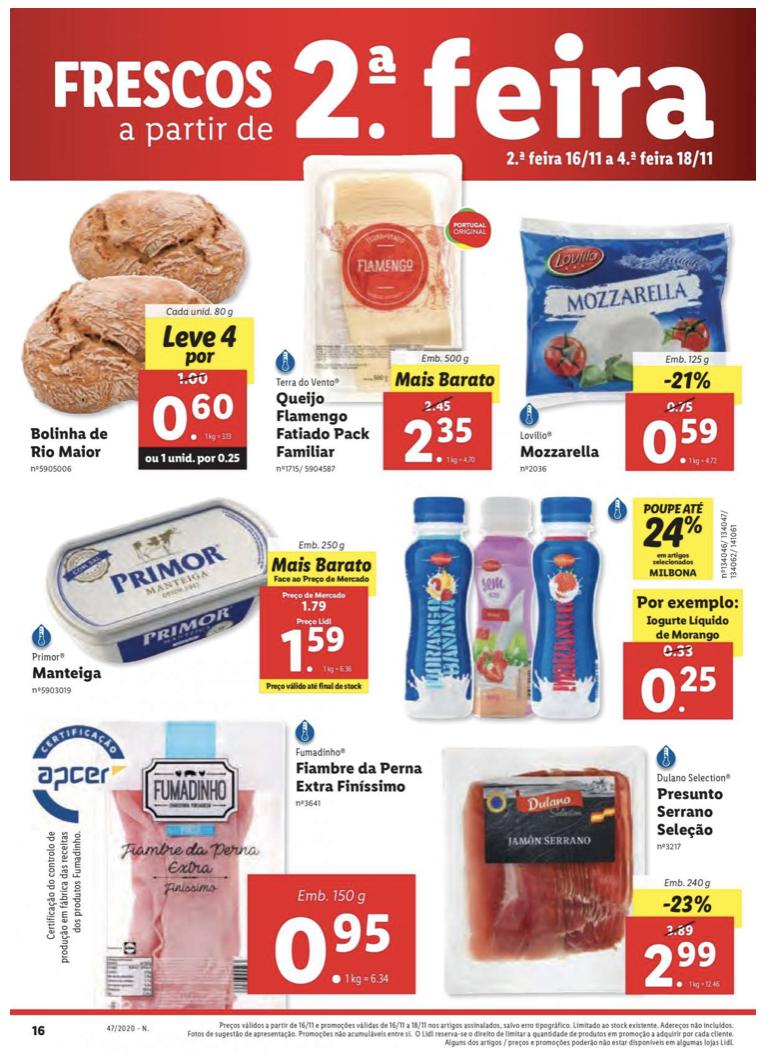 FRESCOS
a partir de
2.ª feira
2.ª feira 16/11 a 4.ª feira 18/11
Cada unid. 80 g
Leve 4
por
1.00
0.60
1 kg = 3.13
ou 1 unid. por 0.25
Bolinha de
Rio Maior
nº5905006
TERRA DO VENTO
FLAMENGO
500 g
PORTUGAL
ORIGINAL
Emb. 500 g
Mais Barato
2.45
2.35
1 kg = 4.70
Terra do Vento®
Queijo
Flamengo
Fatiado Pack
Familiar
nº1715/ 5904587
Lovilio
MOZZARELLA
Emb. 125 g
-21%
0.75
0.59
1 kg = 4.72
Lovilio®
Mozzarella
nº2036
COM SAL
PRIMOR
MANTEIGA
PRIMOR
Emb. 250 g
Mais Barato
Face ao Preço de Mercado
Preço de Mercado
1.79
Preço Lidl
1.59
1 kg = 6.36
Preço válido até final de stock
Primor®
Manteiga
nº5903019
MORANGO
BANANA
sem
MORANGO
POUPE ATÉ
24%
em artigos
selecionados
MILBONA
nº134046/ 134047/
134062/ 141061
Por exemplo:
Iogurte Líquido
de Morango
0.33
0.25
CERTIFICAÇÃO
apcer
Certificação do controlo de
produção em fábrica das receitas
dos produtos Fumadinho.
FUMADINHO
Fiambre da Perna
Extra
Finíssimo
Fumadinho®
Fiambre da Perna
Extra Finíssimo
nº3641
Emb. 150 g
0.95
1 kg = 6.34
Dulano
Selection
JAMÓN SERRANO
Dulano Selection®
Presunto
Serrano
Seleção
nº3217
Emb. 240 g
-23%
3.89
2.99
1 kg = 12.46
16
47/2020 - N.
Preços válidos a partir de 16/11 e promoções válidas de 16/11 a 18/11 nos artigos assinalados, salvo erro tipográfico. Limitado ao stock existente. Adereços não incluídos.
Fotos de sugestão de apresentação. Promoções não acumuláveis entre si. O Lidl reserva-se o direito de limitar a quantidade de produtos em promoção a adquirir por cada cliente.
Alguns dos artigos / preços e promoções poderão não estar disponíveis em algumas lojas Lidl.